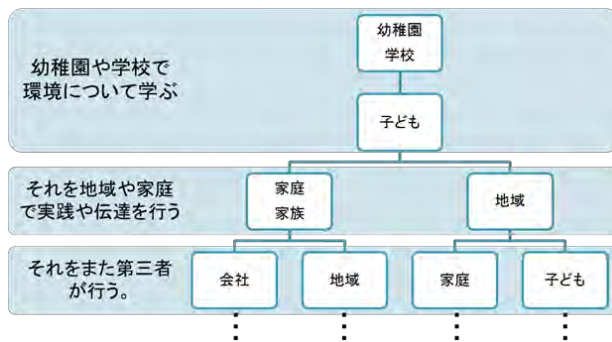 幼稚園
学校
幼稚園や学校で
環境について学ぶ
子ども
それを地域や家庭
で実践や伝達を行う
家庭
家族
地域
それをまた第三者
が行う。
会社
地域
家庭
子ども